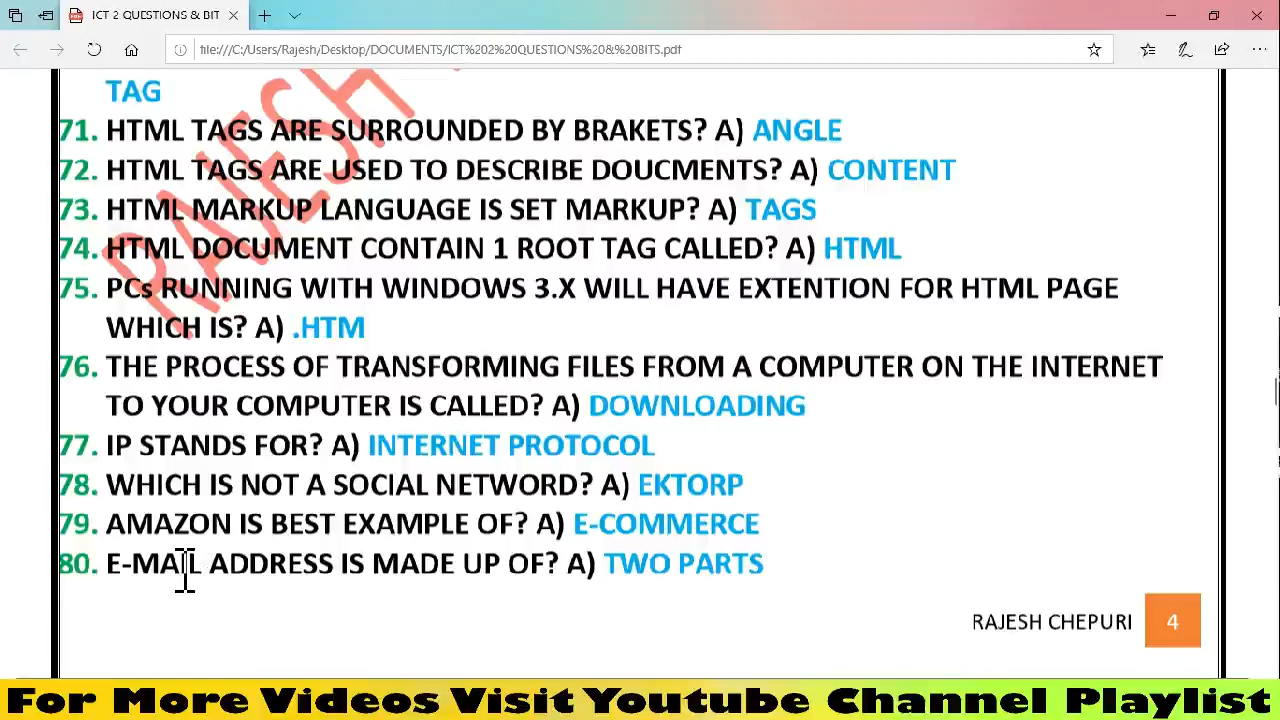 ICT 2 QUESTIONS & BIT
file:///C:/Users/Rajesh/Desktop/DOCUMENTS/ICT%202%20QUESTIONS%20&%20BITS.pdf
TAG
71. HTML TAGS ARE SURROUNDED BY BRAKETS? A) ANGLE
72. HTML TAGS ARE USED TO DESCRIBE DOUCMENTS? A) CONTENT
73. HTML MARKUP LANGUAGE IS SET MARKUP? A) TAGS
74. HTML DOCUMENT CONTAIN 1 ROOT TAG CALLED? A) HTML
75. PCs RUNNING WITH WINDOWS 3.X WILL HAVE EXTENTION FOR HTML PAGE
WHICH IS? A) .HTM
76. THE PROCESS OF TRANSFORMING FILES FROM A COMPUTER ON THE INTERNET
TO YOUR COMPUTER IS CALLED? A) DOWNLOADING
77. IP STANDS FOR? A) INTERNET PROTOCOL
78. WHICH IS NOT A SOCIAL NETWORD? A) EKTORP
79. AMAZON IS BEST EXAMPLE OF? A) E-COMMERCE
80. E-MAIL ADDRESS IS MADE UP OF? A) TWO PARTS
RAJESH
RAJESH CHEPURI 4
For More Videos Visit Youtube Channel Playlist